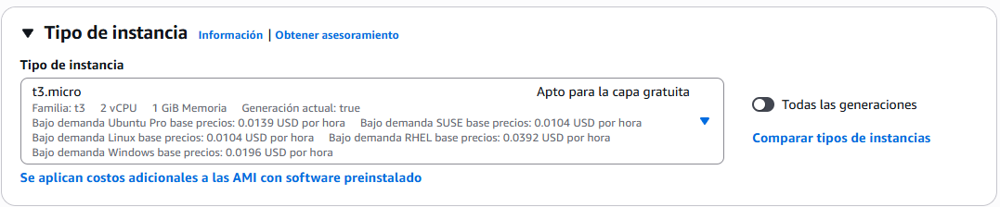 Tipo de instancia Información | Obtener asesoramiento
Tipo de instancia
t3.micro Apto para la capa gratuita
Familia: t3 2 vCPU 1 GiB Memoria Generación actual: true
Bajo demanda Ubuntu Pro base precios: 0.0139 USD por hora Bajo demanda SUSE base precios: 0.0104 USD por hora
Bajo demanda Linux base precios: 0.0104 USD por hora Bajo demanda RHEL base precios: 0.0392 USD por hora
Bajo demanda Windows base precios: 0.0196 USD por hora
Todas las generaciones
Comparar tipos de instancias
Se aplican costos adicionales a las AMI con software preinstalado